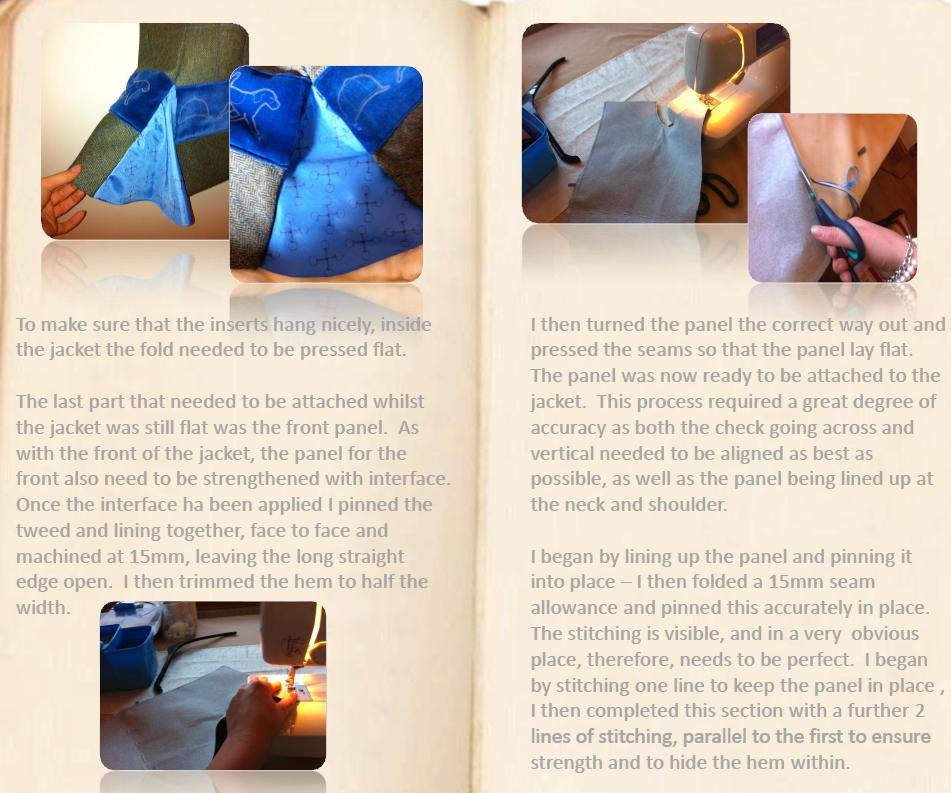 To make sure that the inserts hang nicely, inside
the jacket the fold needed to be pressed flat.
The last part that needed to be attached whilst
the jacket was still flat was the front panel.  As
with the front of the jacket, the panel for the
front also need to be strengthened with interface.
Once the interface ha been applied I pinned the
tweed and lining together, face to face and
machined at 15mm, leaving the long straight
edge open.  I then trimmed the hem to half the
width.
I then turned the panel the correct way out and
pressed the seams so that the panel lay flat.
The panel was now ready to be attached to the
jacket.  This process required a great degree of
accuracy as both the check going across and
vertical needed to be aligned as best as
possible, as well as the panel being lined up at
the neck and shoulder.
I began by lining up the panel and pinning it
into place – I then folded a 15mm seam
allowance and pinned this accurately in place.
The stitching is visible, and in a very  obvious
place, therefore, needs to be perfect.  I began
by stitching one line to keep the panel in place ,
I then completed this section with a further 2
lines of stitching, parallel to the first to ensure
strength and to hide the hem within.